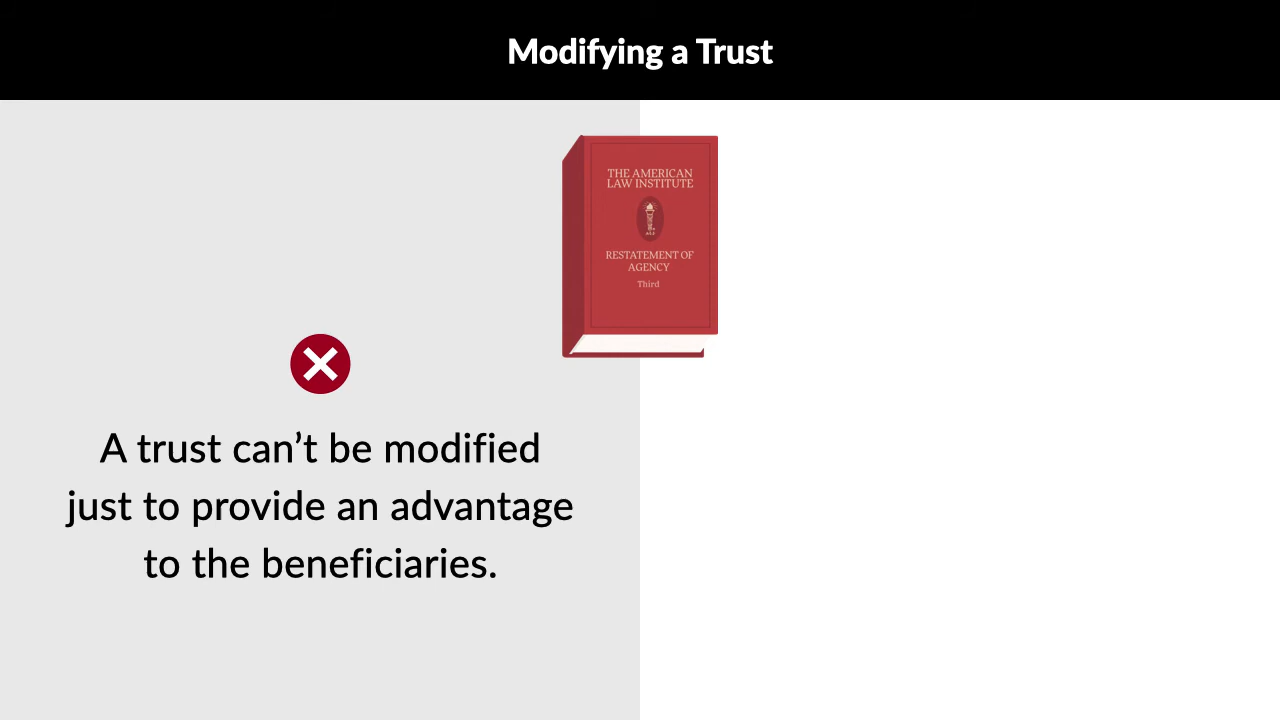 Modifying a Trust
THE AMERICAN
LAW INSTITUTE
RESTATEMENT OF
AGENCY
Third
A trust can’t be modified
just to provide an advantage
to the beneficiaries.